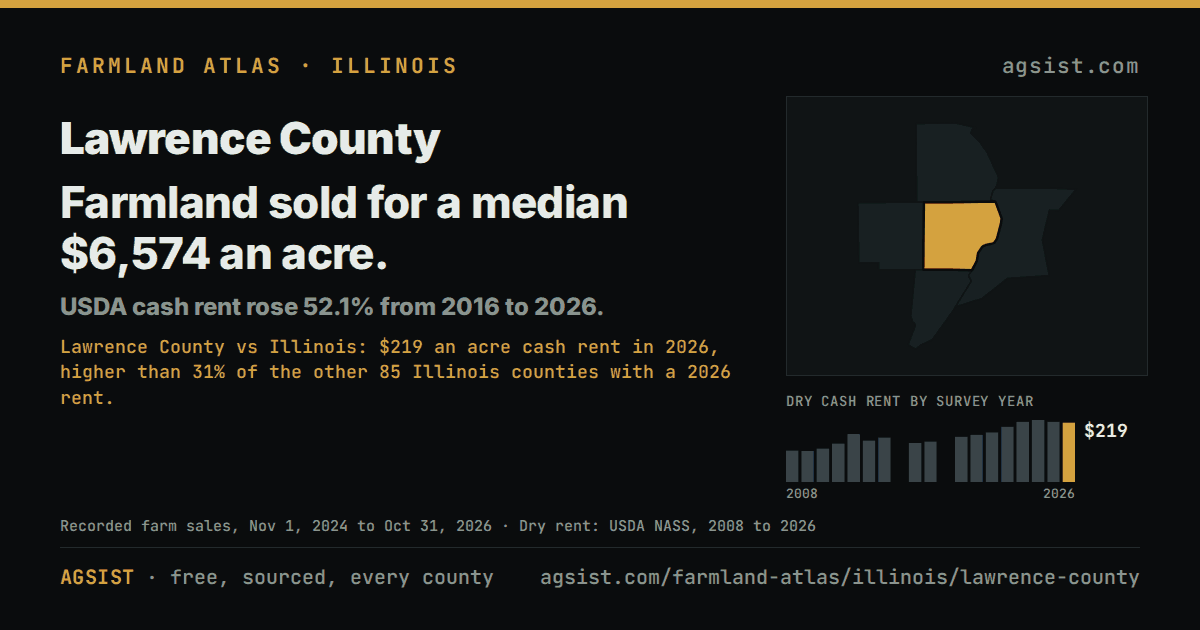 FARMLAND ATLAS · ILLINOIS
agsist.com
Lawrence County
Farmland sold for a median
$6,574 an acre.
USDA cash rent rose 52.1% from 2016 to 2026.
Lawrence County vs Illinois: $219 an acre cash rent in 2026,
higher than 31% of the other 85 Illinois counties with a 2026
rent.
DRY CASH RENT BY SURVEY YEAR
$219
2008
2026
Recorded farm sales, Nov 1, 2024 to Oct 31, 2026 · Dry rent: USDA NASS, 2008 to 2026
AGSIST · free, sourced, every county
agsist.com/farmland-atlas/illinois/lawrence-county